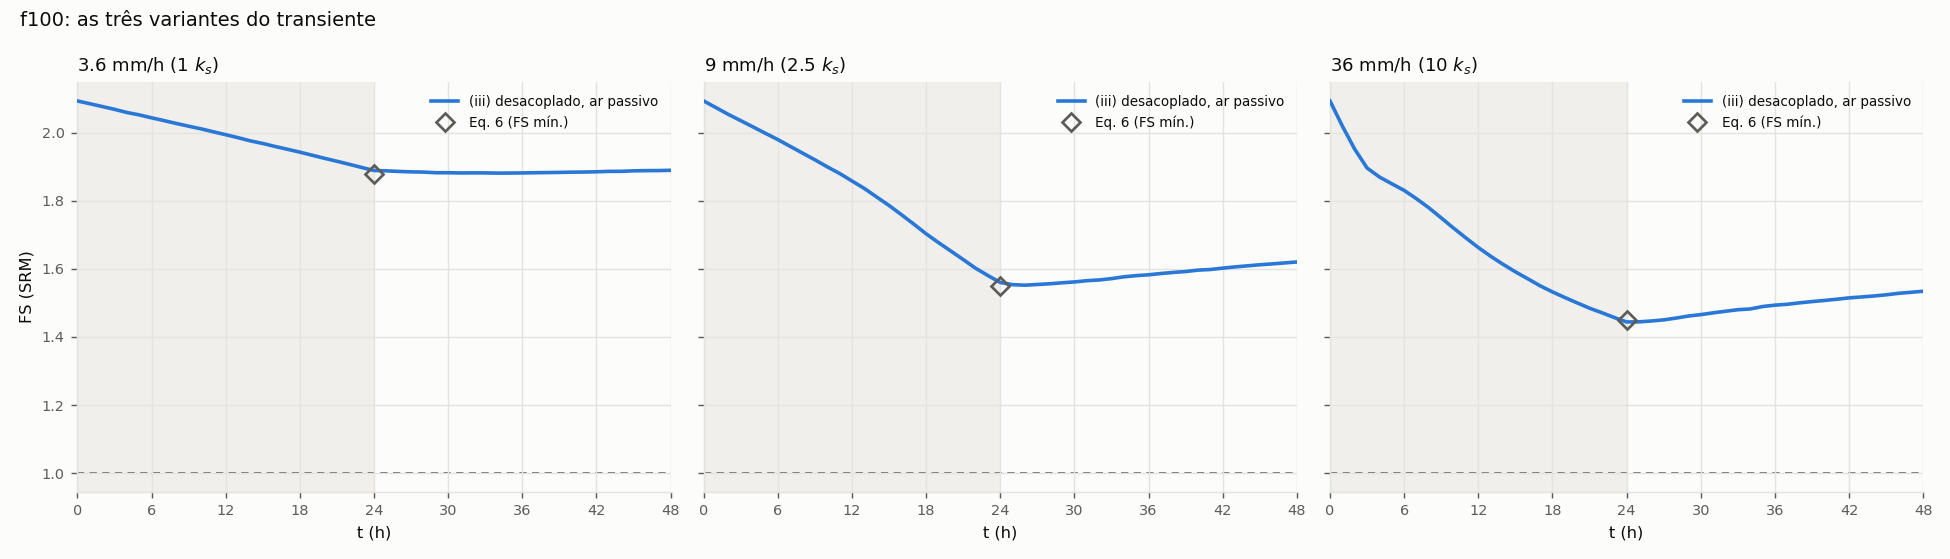 f100: as três variantes do transiente
3.6 mm/h (1 kₛ)
(iii) desacoplado, ar passivo
Eq. 6 (FS mín.)
2.0
1.8
1.6
1.4
1.2
1.0
FS (SRM)
0 6 12 18 24 30 36 42 48
t (h)
9 mm/h (2.5 kₛ)
(iii) desacoplado, ar passivo
Eq. 6 (FS mín.)
0 6 12 18 24 30 36 42 48
t (h)
36 mm/h (10 kₛ)
(iii) desacoplado, ar passivo
Eq. 6 (FS mín.)
0 6 12 18 24 30 36 42 48
t (h)